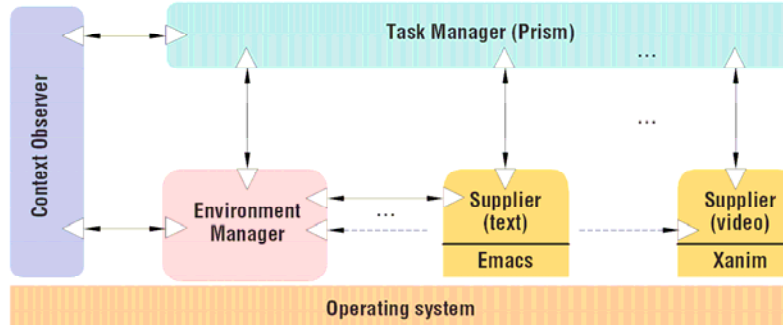 Task Manager (Prism)
...
Context Observer
...
Environment
Manager
...
Supplier
(text)
Emacs
Supplier
(video)
Xanim
Operating system